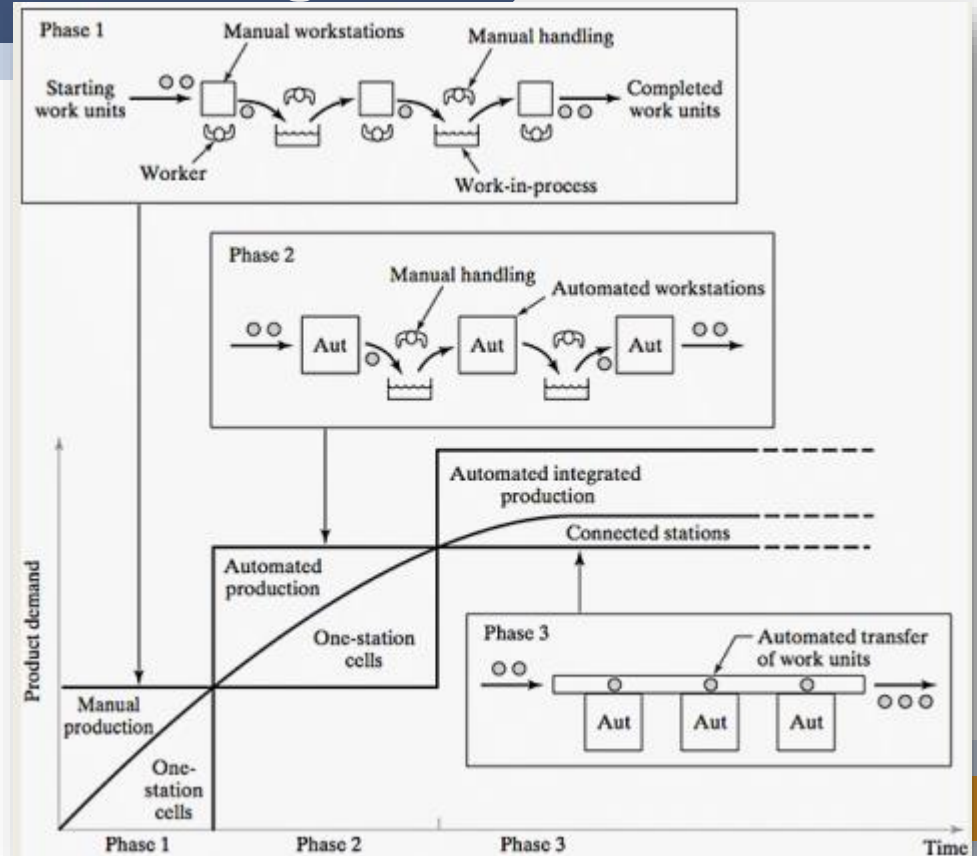 Phase 1
Manual workstations
Manual handling
Starting
work units
Completed
work units
Worker
Work-in-process
Phase 2
Manual handling
Automated workstations
Aut
Aut
Aut
Automated integrated
production
Connected stations
Automated
production
One-station
cells
Product demand
Manual
production
One-
station
cells
Phase 3
Automated transfer
of work units
Aut
Aut
Aut
Phase 1
Phase 2
Phase 3
Time